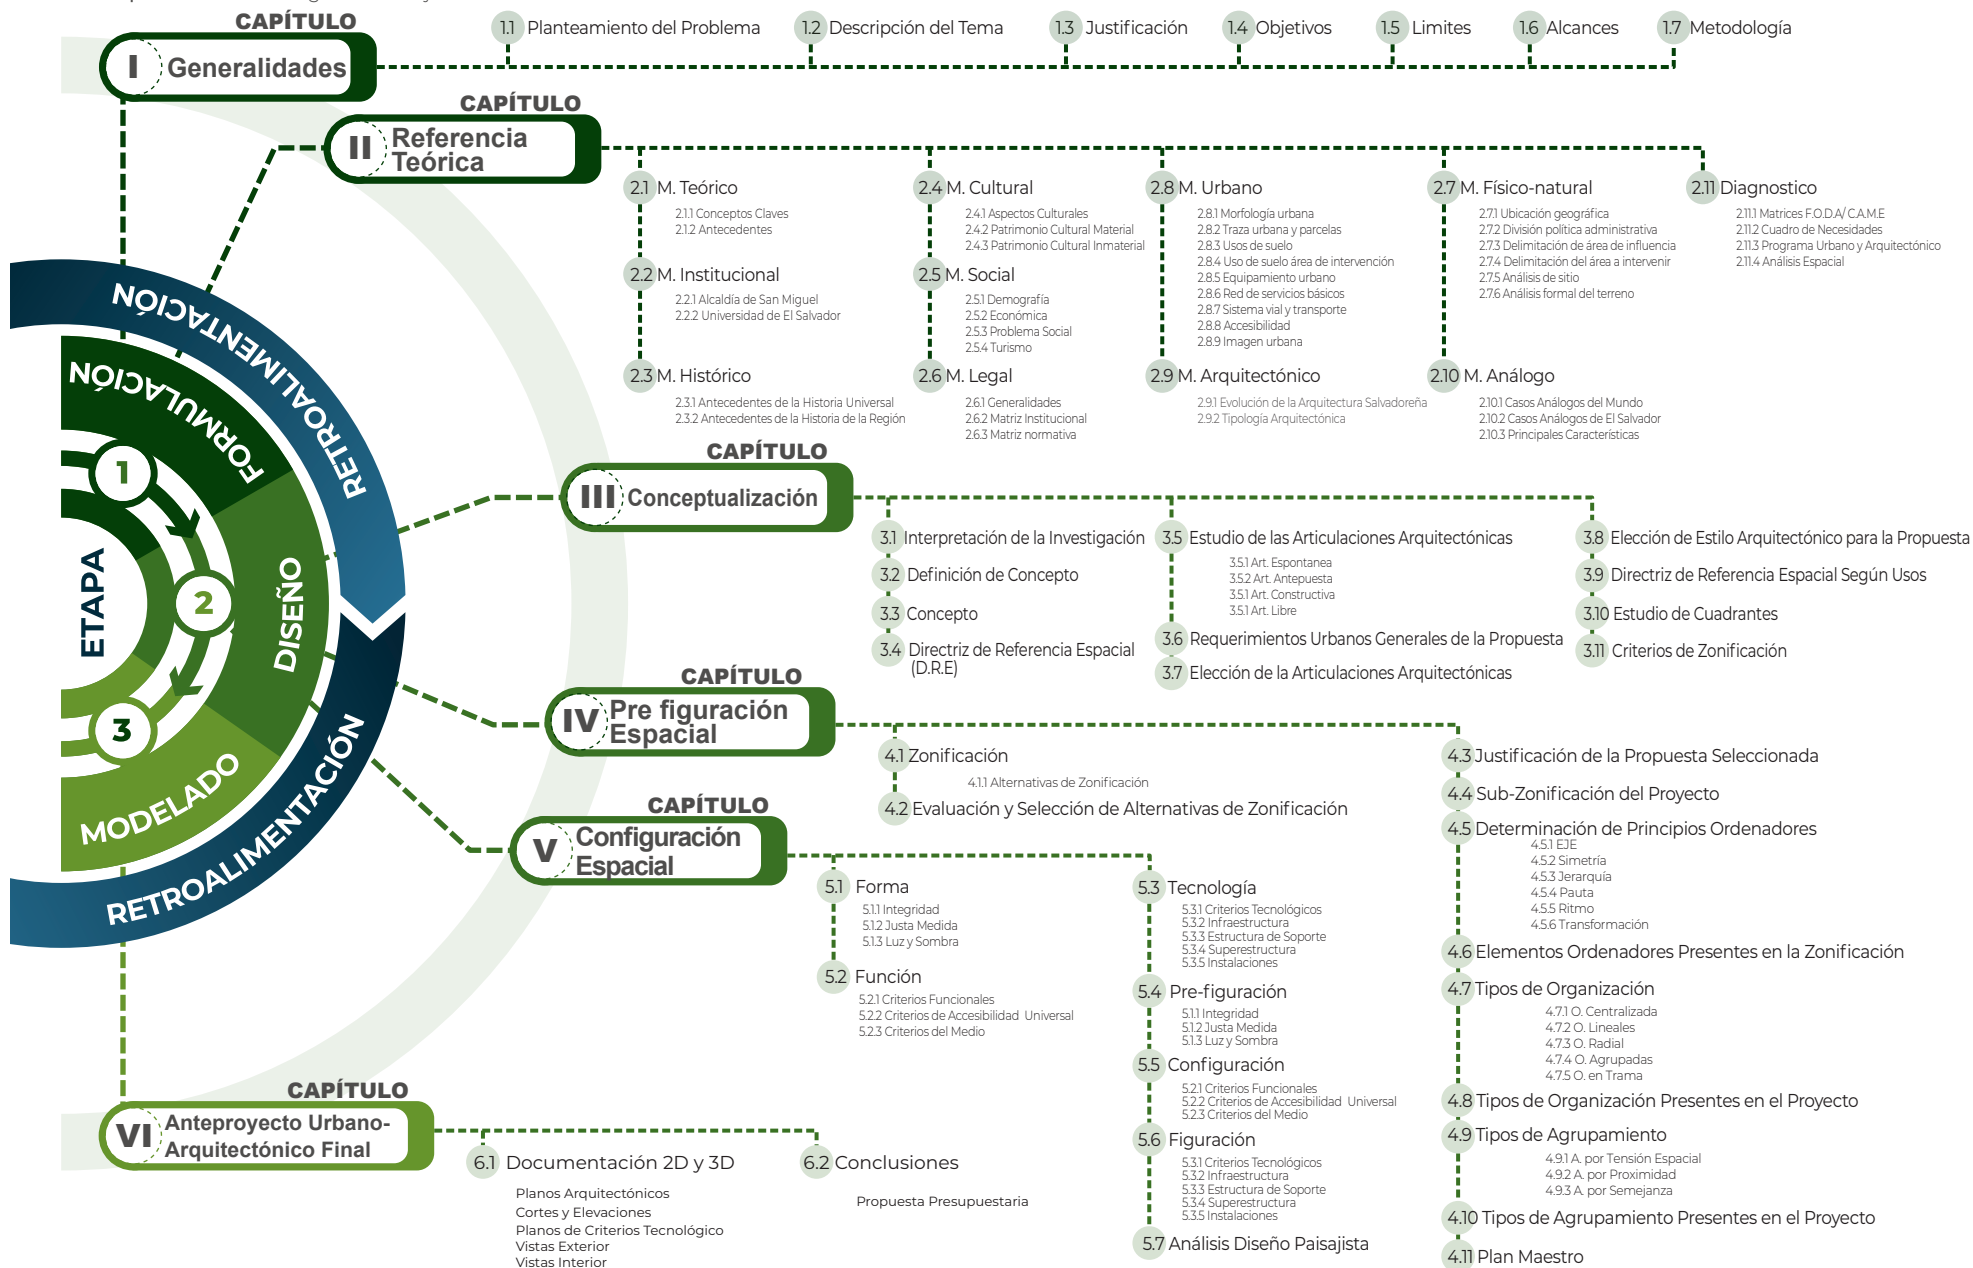 CAPÍTULO
I Generalidades
1.1 Planteamiento del Problema
1.2 Descripción del Tema
1.3 Justificación
1.4 Objetivos
1.5 Limites
1.6 Alcances
1.7 Metodología
CAPÍTULO
II Referencia
Teórica
2.1 M. Teórico
2.1.1 Conceptos Claves
2.1.2 Antecedentes
2.2 M. Institucional
2.2.1 Alcaldía de San Miguel
2.2.2 Universidad de El Salvador
2.3 M. Histórico
2.3.1 Antecedentes de la Historia Universal
2.3.2 Antecedentes de la Historia de la Región
2.4 M. Cultural
2.4.1 Aspectos Culturales
2.4.2 Patrimonio Cultural Material
2.4.3 Patrimonio Cultural Inmaterial
2.5 M. Social
2.5.1 Demografía
2.5.2 Económica
2.5.3 Problema Social
2.5.4 Turismo
2.6 M. Legal
2.6.1 Generalidades
2.6.2 Matriz Institucional
2.6.3 Matriz normativa
2.8 M. Urbano
2.8.1 Morfología urbana
2.8.2 Traza urbana y parcelas
2.8.3 Usos de suelo
2.8.4 Uso de suelo área de intervención
2.8.5 Equipamiento urbano
2.8.6 Red de servicios básicos
2.8.7 Sistema vial y transporte
2.8.8 Accesibilidad
2.8.9 Imagen urbana
2.9 M. Arquitectónico
2.9.1 Evolución de la Arquitectura Salvadoreña
2.9.2 Tipología Arquitectónica
2.7 M. Físico-natural
2.7.1 Ubicación geográfica
2.7.2 División política administrativa
2.7.3 Delimitación de área de influencia
2.7.4 Delimitación del área a intervenir
2.7.5 Análisis de sitio
2.7.6 Análisis formal del terreno
2.10 M. Análogo
2.10.1 Casos Análogos del Mundo
2.10.2 Casos Análogos de El Salvador
2.10.3 Principales Características
2.11 Diagnostico
2.11.1 Matrices F.O.D.A/ C.A.M.E
2.11.2 Cuadro de Necesidades
2.11.3 Programa Urbano y Arquitectónico
2.11.4 Análisis Espacial
RETROALIMENTACIÓN
FORMULACIÓN
1
ETAPA
2
DISEÑO
3
MODELADO
RETROALIMENTACIÓN
CAPÍTULO
III Conceptualización
3.1 Interpretación de la Investigación
3.2 Definición de Concepto
3.3 Concepto
3.4 Directriz de Referencia Espacial
(D.R.E)
3.5 Estudio de las Articulaciones Arquitectónicas
3.5.1 Art. Espontanea
3.5.2 Art. Antepuesta
3.5.1 Art. Constructiva
3.5.1 Art. Libre
3.6 Requerimientos Urbanos Generales de la Propuesta
3.7 Elección de la Articulaciones Arquitectónicas
3.8 Elección de Estilo Arquitectónico para la Propuesta
3.9 Directriz de Referencia Espacial Según Usos
3.10 Estudio de Cuadrantes
3.11 Criterios de Zonificación
CAPÍTULO
IV Pre figuración
Espacial
4.1 Zonificación
4.1.1 Alternativas de Zonificación
4.2 Evaluación y Selección de Alternativas de Zonificación
4.3 Justificación de la Propuesta Seleccionada
4.4 Sub-Zonificación del Proyecto
4.5 Determinación de Principios Ordenadores
4.5.1 EJE
4.5.2 Simetría
4.5.3 Jerarquía
4.5.4 Pauta
4.5.5 Ritmo
4.5.6 Transformación
4.6 Elementos Ordenadores Presentes en la Zonificación
4.7 Tipos de Organización
4.7.1 O. Centralizada
4.7.2 O. Lineales
4.7.3 O. Radial
4.7.4 O. Agrupadas
4.7.5 O. en Trama
4.8 Tipos de Organización Presentes en el Proyecto
4.9 Tipos de Agrupamiento
4.9.1 A. por Tensión Espacial
4.9.2 A. por Proximidad
4.9.3 A. por Semejanza
4.10 Tipos de Agrupamiento Presentes en el Proyecto
4.11 Plan Maestro
CAPÍTULO
V Configuración
Espacial
5.1 Forma
5.1.1 Integridad
5.1.2 Justa Medida
5.1.3 Luz y Sombra
5.2 Función
5.2.1 Criterios Funcionales
5.2.2 Criterios de Accesibilidad Universal
5.2.3 Criterios del Medio
5.3 Tecnología
5.3.1 Criterios Tecnológicos
5.3.2 Infraestructura
5.3.3 Estructura de Soporte
5.3.4 Superestructura
5.3.5 Instalaciones
5.4 Pre-figuración
5.1.1 Integridad
5.1.2 Justa Medida
5.1.3 Luz y Sombra
5.5 Configuración
5.2.1 Criterios Funcionales
5.2.2 Criterios de Accesibilidad Universal
5.2.3 Criterios del Medio
5.6 Figuración
5.3.1 Criterios Tecnológicos
5.3.2 Infraestructura
5.3.3 Estructura de Soporte
5.3.4 Superestructura
5.3.5 Instalaciones
5.7 Análisis Diseño Paisajista
CAPÍTULO
VI Anteproyecto Urbano-
Arquitectónico Final
6.1 Documentación 2D y 3D
Planos Arquitectónicos
Cortes y Elevaciones
Planos de Criterios Tecnológico
Vistas Exterior
Vistas Interior
6.2 Conclusiones
Propuesta Presupuestaria